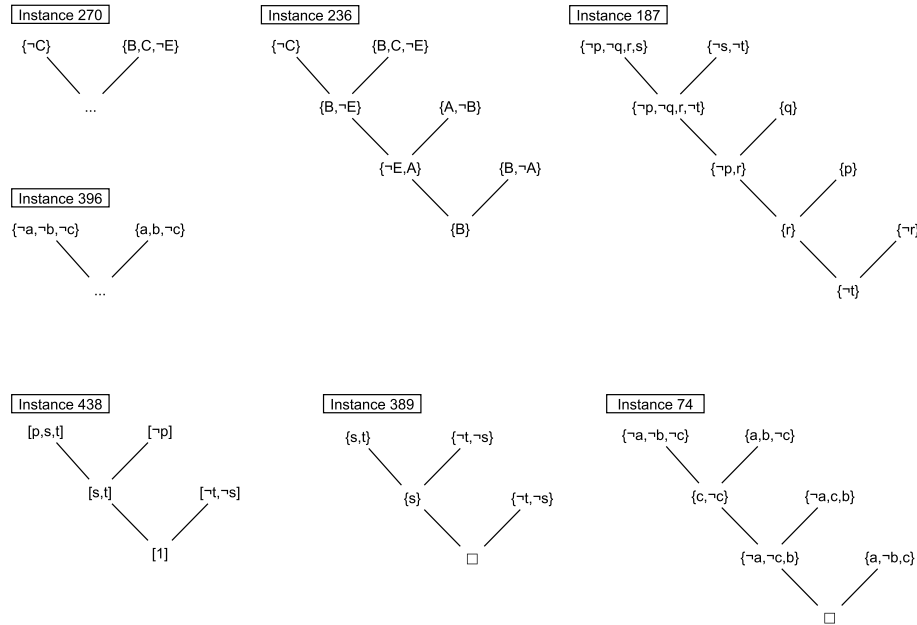 Instance 270
{¬C} {B,C,¬E}
...
Instance 396
{¬a,¬b,¬c} {a,b,¬c}
...
Instance 236
{¬C} {B,C,¬E}
{B,¬E} {A,¬B}
{¬E,A} {B,¬A}
{B}
Instance 187
{¬p,¬q,r,s} {¬s,¬t}
{¬p,¬q,r,¬t} {q}
{¬p,r} {p}
{r} {¬r}
{¬t}
Instance 438
[p,s,t] [¬p]
[s,t] [¬t,¬s]
[1]
Instance 389
{s,t} {¬t,¬s}
{s} {¬t,¬s}
□
Instance 74
{¬a,¬b,¬c} {a,b,¬c}
{c,¬c} {¬a,c,b}
{¬a,¬c,b} {a,¬b,c}
□